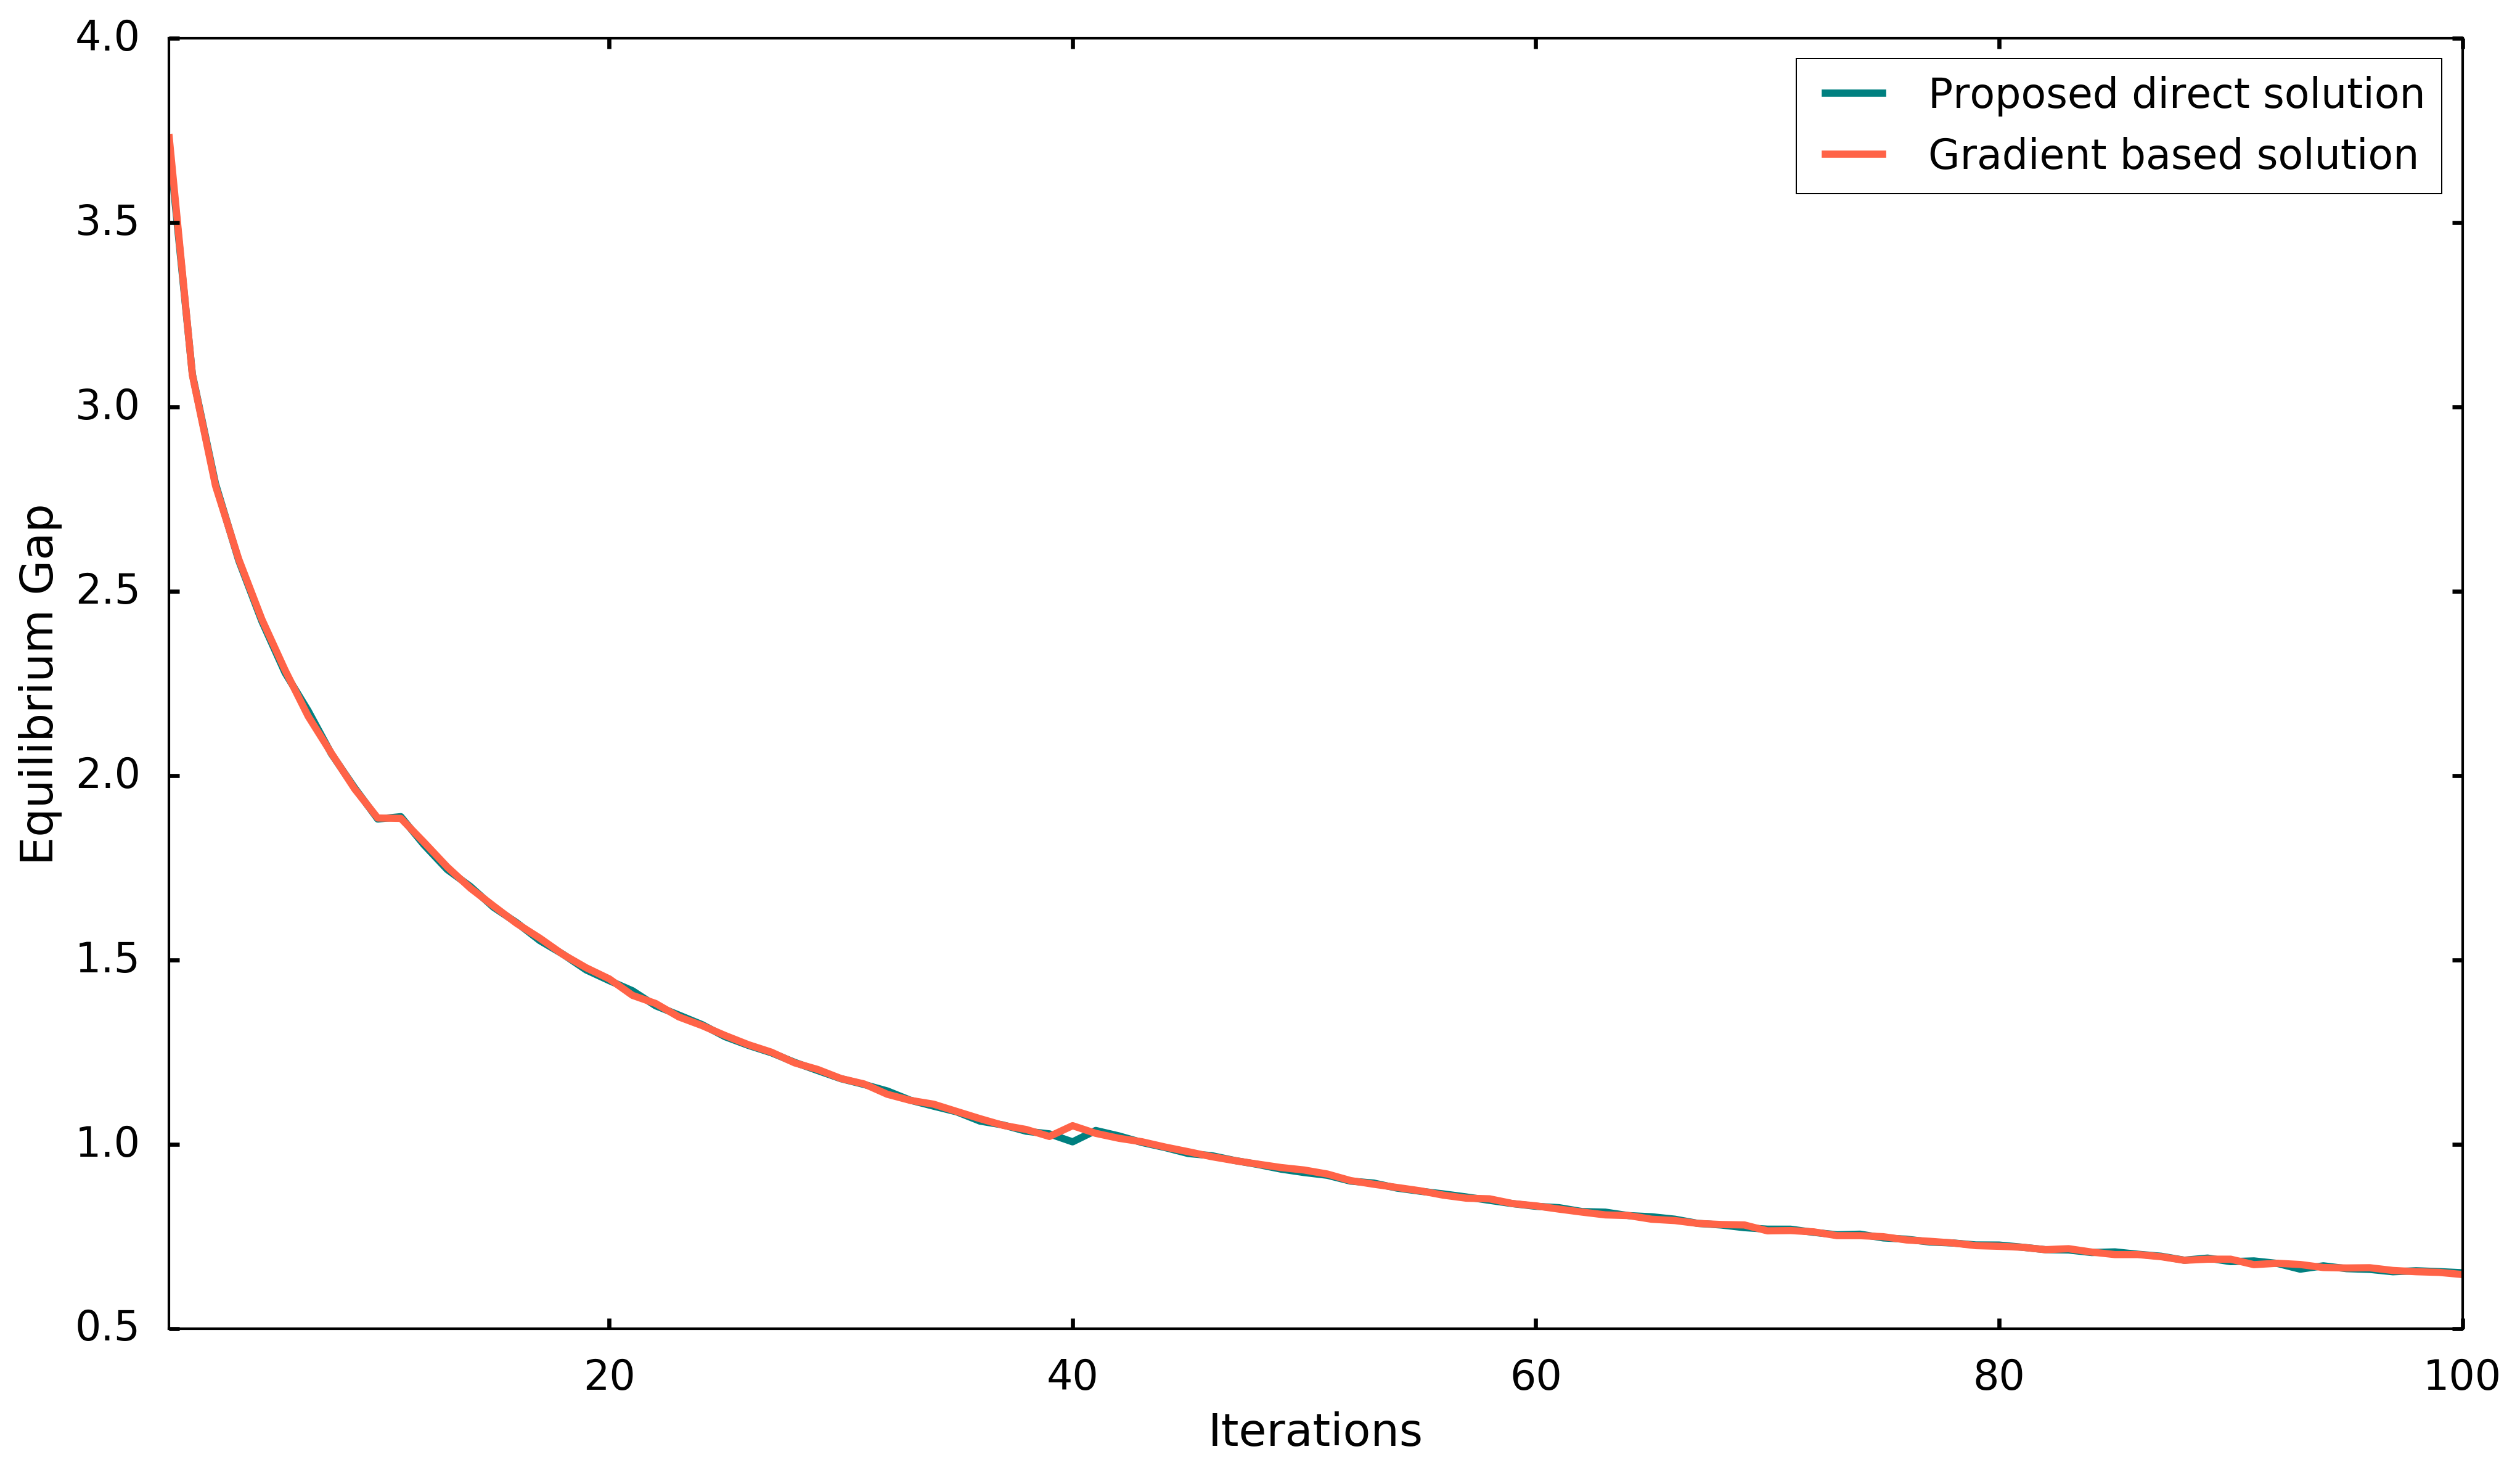 4.0
3.5
3.0
2.5
2.0
1.5
1.0
0.5
Equilibrium Gap
Proposed direct solution
Gradient based solution
20 40 60 80 100
Iterations